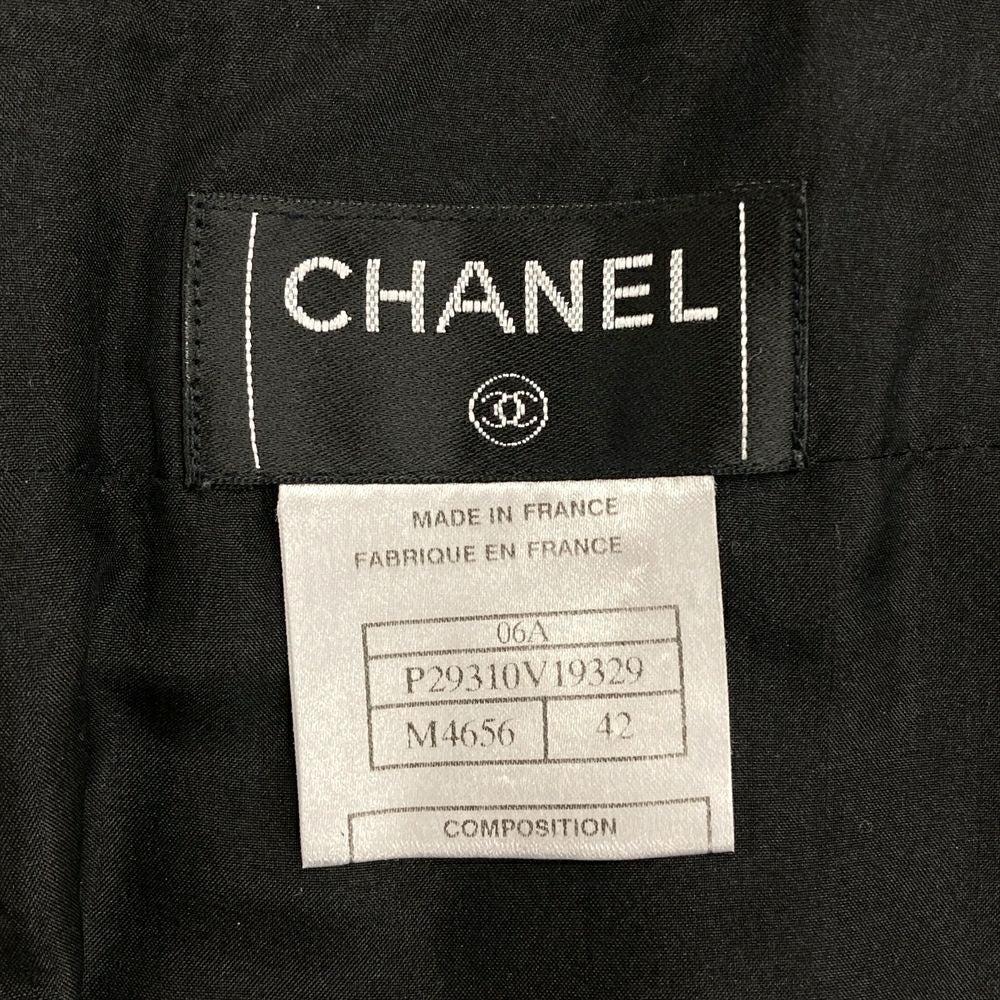 CHANEL
MADE IN FRANCE
FABRIQUE EN FRANCE
06A
P29310V19329
M4656 42
COMPOSITION